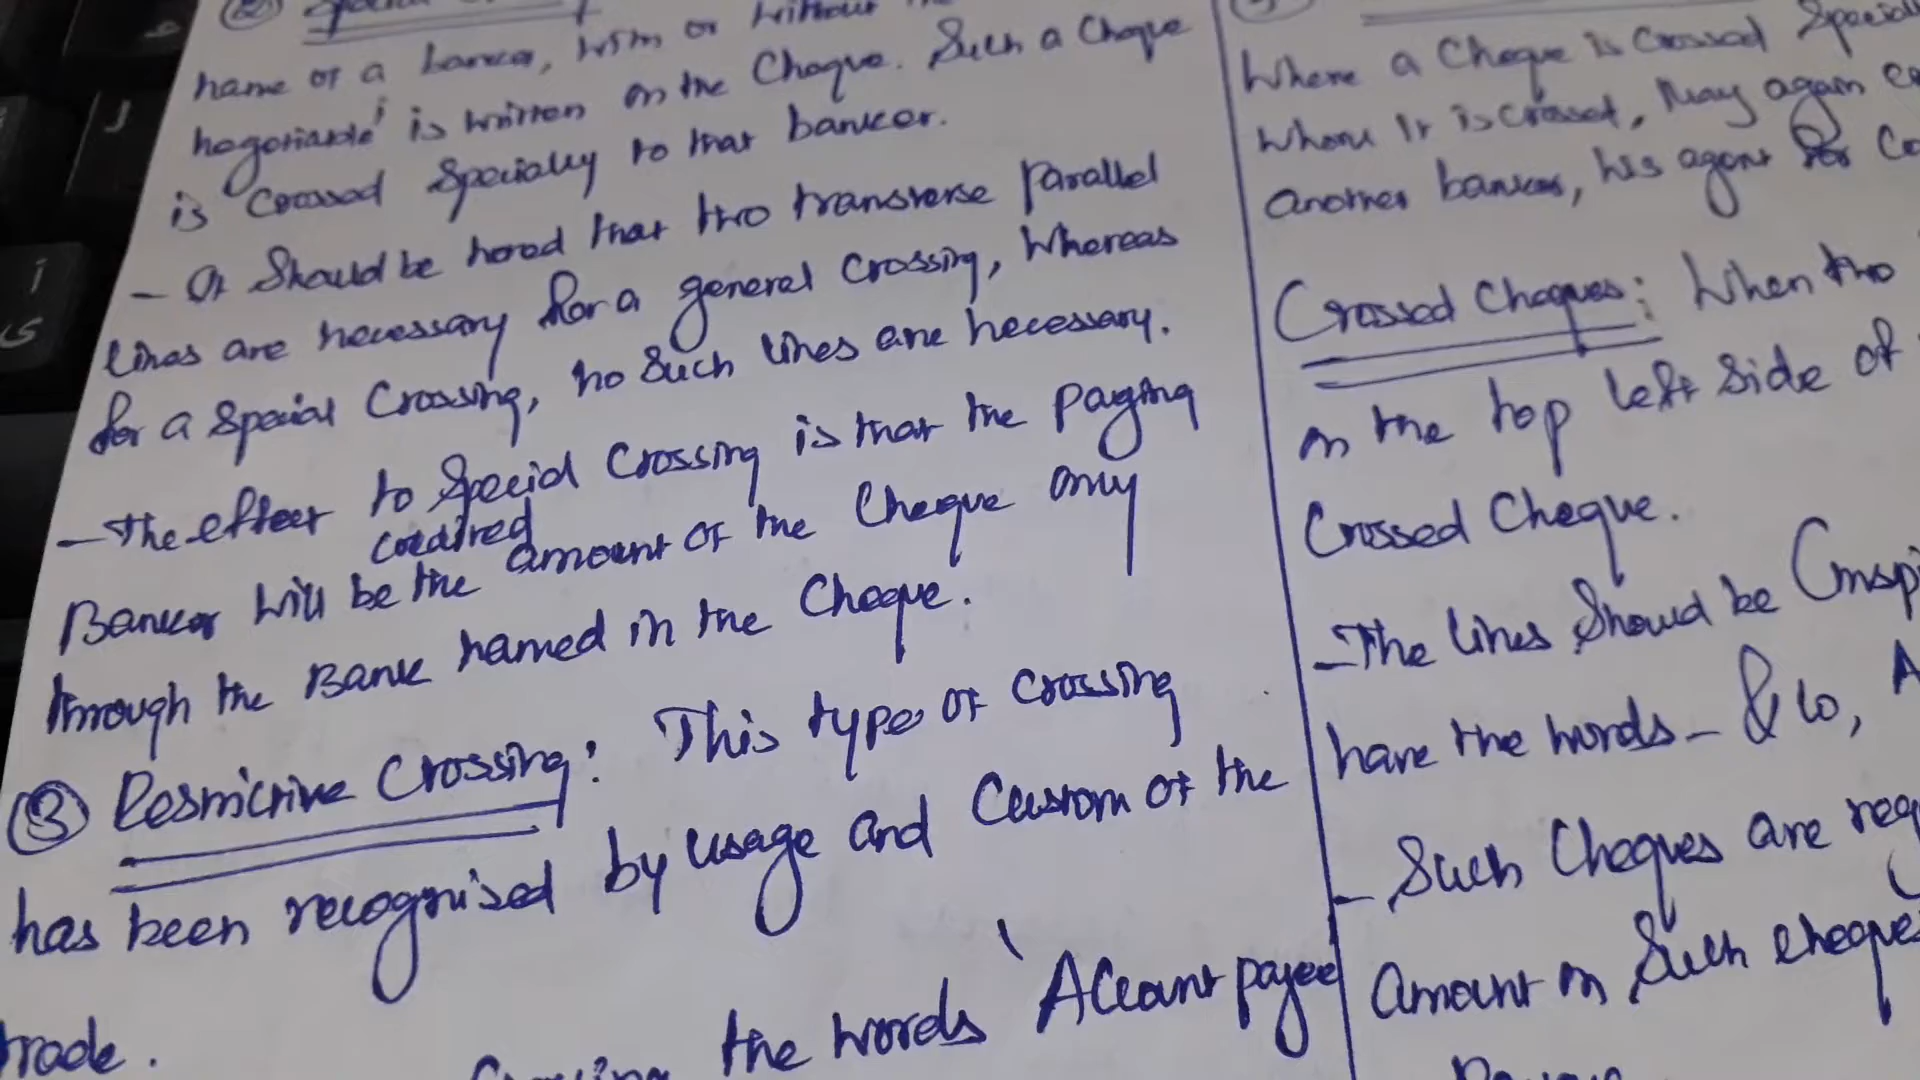 ② Special
name of a banker, with or without
negotiable' is written on the Cheque. Such a Cheque
is Crossed Specially to that banker.
- It Should be noted that two transverse parallel
lines are necessary for a general Crossing, whereas
for a Special Crossing, no Such lines are necessary.
- The effect to Special Crossing is that the paying
credited
Banker will be the amount of the Cheque only
through the Bank named in the Cheque.
③ Restrictive Crossing: This type of crossing
has been recognised by usage and Custom of the
trade.
the words 'Account payee
Where a Cheque is Crossed Specially
whom it is crossed, May again
another banker, his agent for
Crossed Cheques: When two
on the top left Side of
Crossed Cheque.
- The lines Should be
have the words - & Co,
- Such Cheques are
Amount on Such cheques